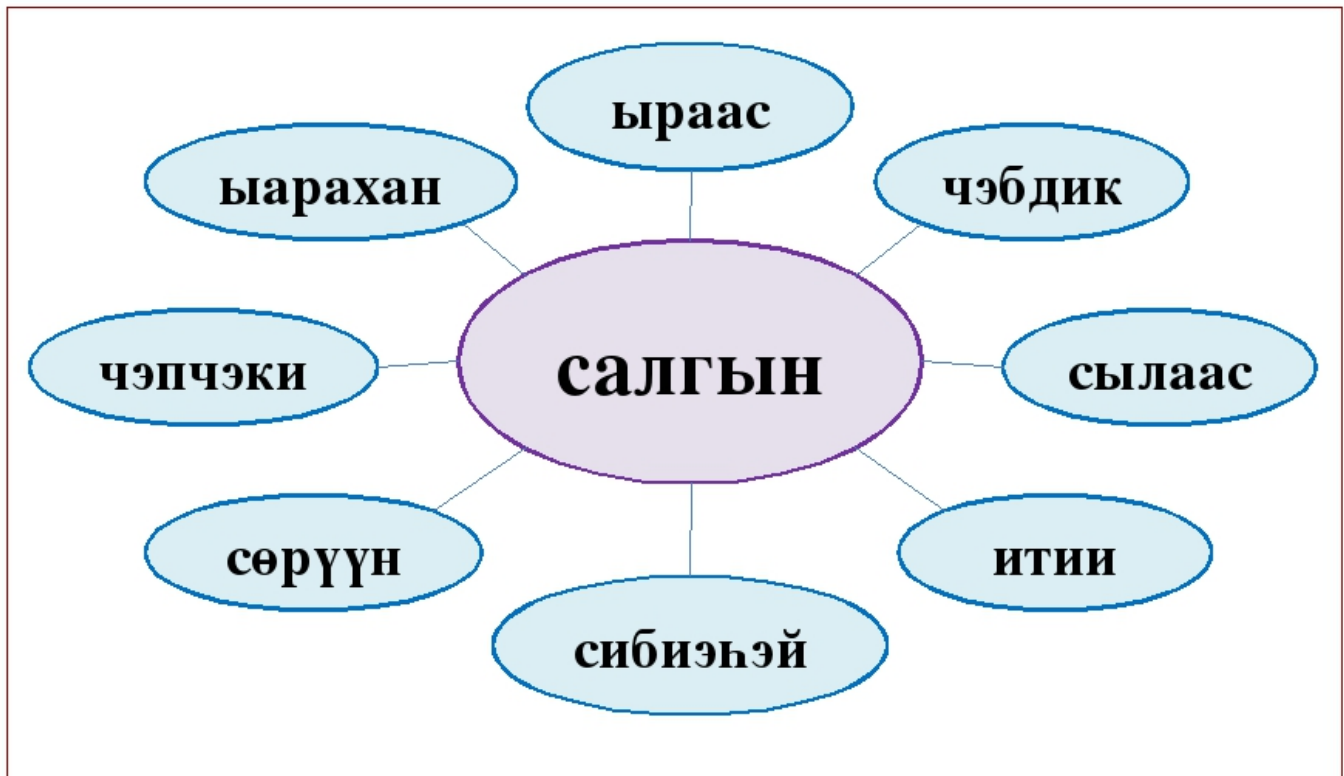 ыраас
ыарахан
чэбдик
чэпчэки
салгын
сылаас
сөрүүн
итии
сибиэһэй